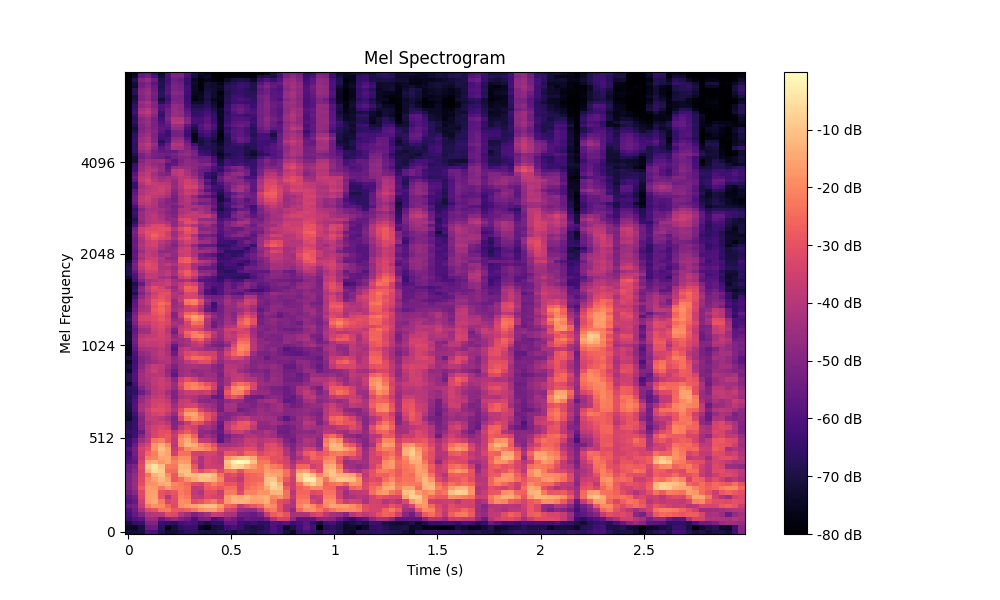 Mel Spectrogram
Mel Frequency
4096
2048
1024
512
0
0 0.5 1 1.5 2 2.5
Time (s)
-10 dB
-20 dB
-30 dB
-40 dB
-50 dB
-60 dB
-70 dB
-80 dB